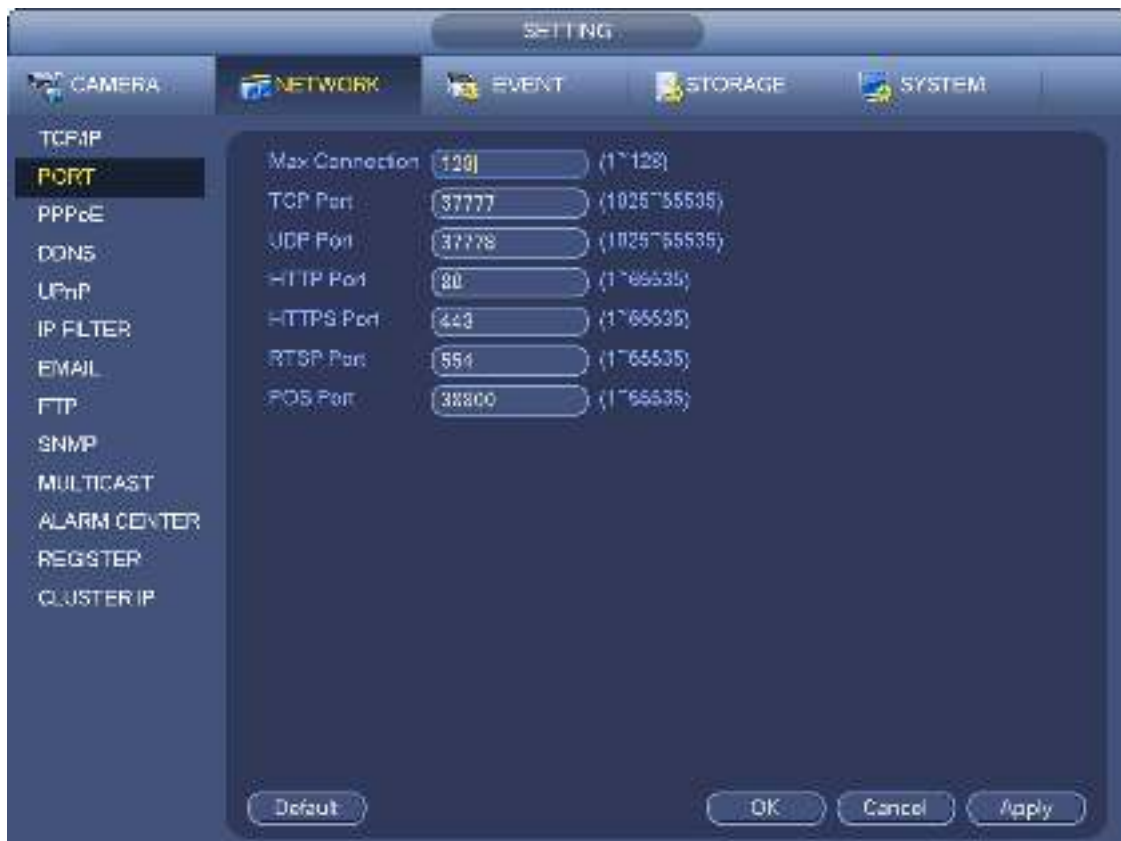 SETTING
CAMERA NETWORK EVENT STORAGE SYSTEM
TCP/IP
PORT
PPPoE
DDNS
UPnP
IP FILTER
EMAIL
FTP
SNMP
MULTICAST
ALARM CENTER
REGISTER
CLUSTER IP
Max Connection 128 (1~128)
TCP Port 37777 (1025~65535)
UDP Port 37778 (1025~65535)
HTTP Port 80 (1~65535)
HTTPS Port 443 (1~65535)
RTSP Port 554 (1~65535)
POS Port 38800 (1~65535)
Default OK Cancel Apply